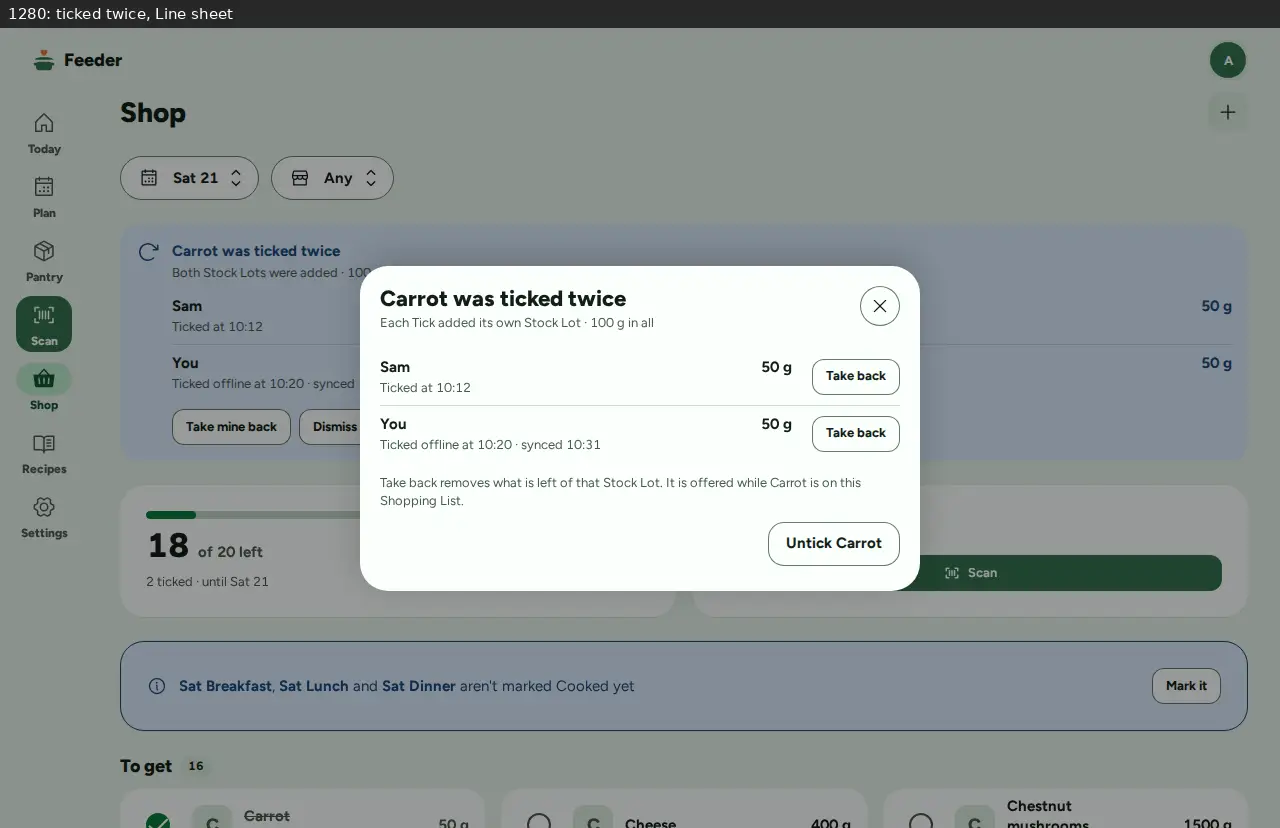 1280: ticked twice, Line sheet
Feeder
A
Shop
Today
Plan
Pantry
Scan
Shop
Recipes
Settings
Sat 21
Any
Carrot was ticked twice
Both Stock Lots were added · 100
Sam
50 g
Ticked at 10:12
You
50 g
Ticked offline at 10:20 · synced
Take mine back
Dismiss
Carrot was ticked twice
Each Tick added its own Stock Lot · 100 g in all
Sam
50 g
Take back
Ticked at 10:12
You
50 g
Take back
Ticked offline at 10:20 · synced 10:31
Take back removes what is left of that Stock Lot. It is offered while Carrot is on this
Shopping List.
Untick Carrot
18 of 20 left
2 ticked · until Sat 21
Scan
Sat Breakfast, Sat Lunch and Sat Dinner aren't marked Cooked yet
Mark it
To get 16
C
Carrot
50 g
C
Cheese
400 g
C
Chestnut
mushrooms
1500 g